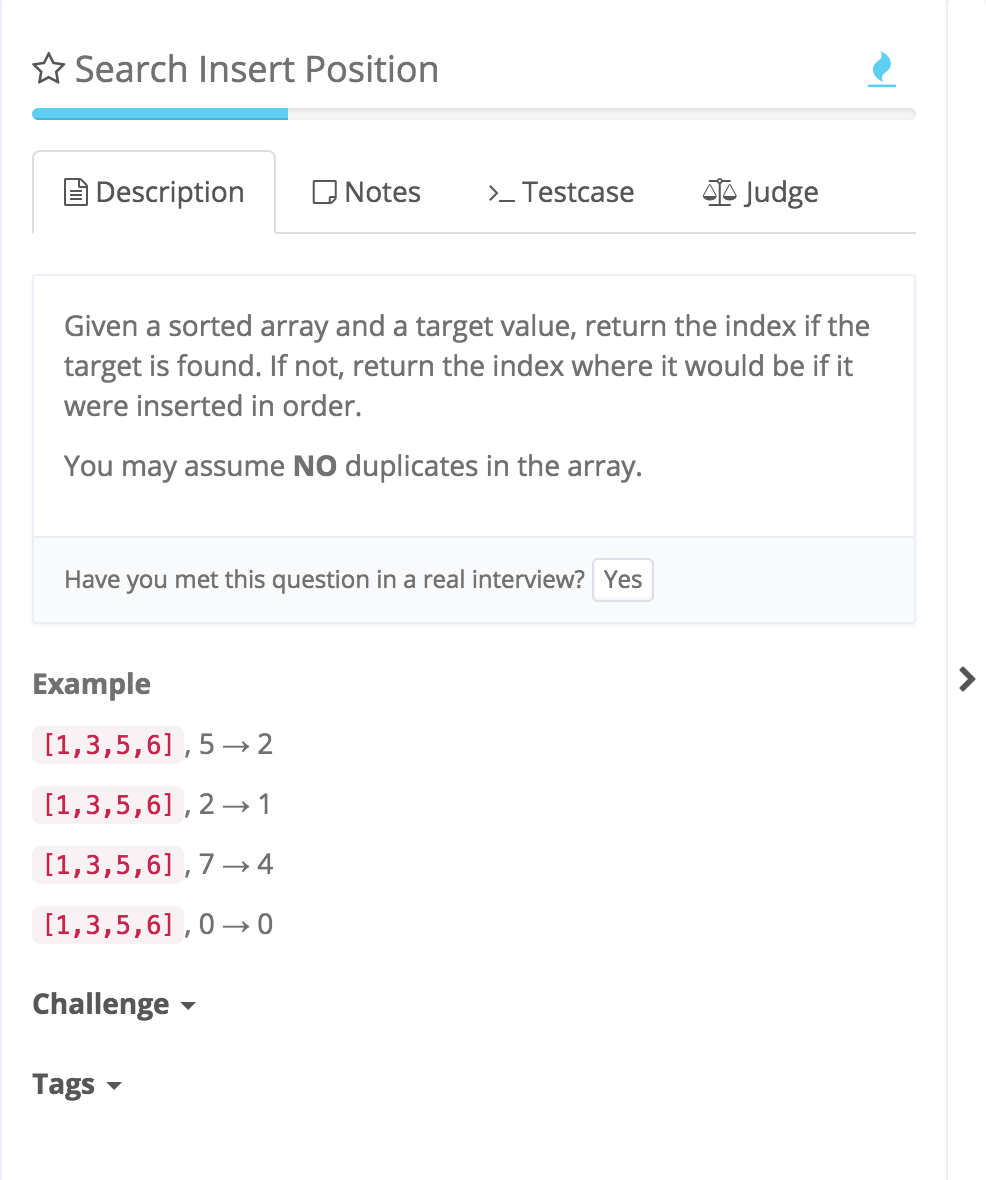 Search Insert Position
Description
Notes
>_ Testcase
Judge
Given a sorted array and a target value, return the index if the
target is found. If not, return the index where it would be if it
were inserted in order.
You may assume NO duplicates in the array.
Have you met this question in a real interview? Yes
Example
[1,3,5,6] , 5 → 2
[1,3,5,6] , 2 → 1
[1,3,5,6] , 7 → 4
[1,3,5,6] , 0 → 0
Challenge
Tags